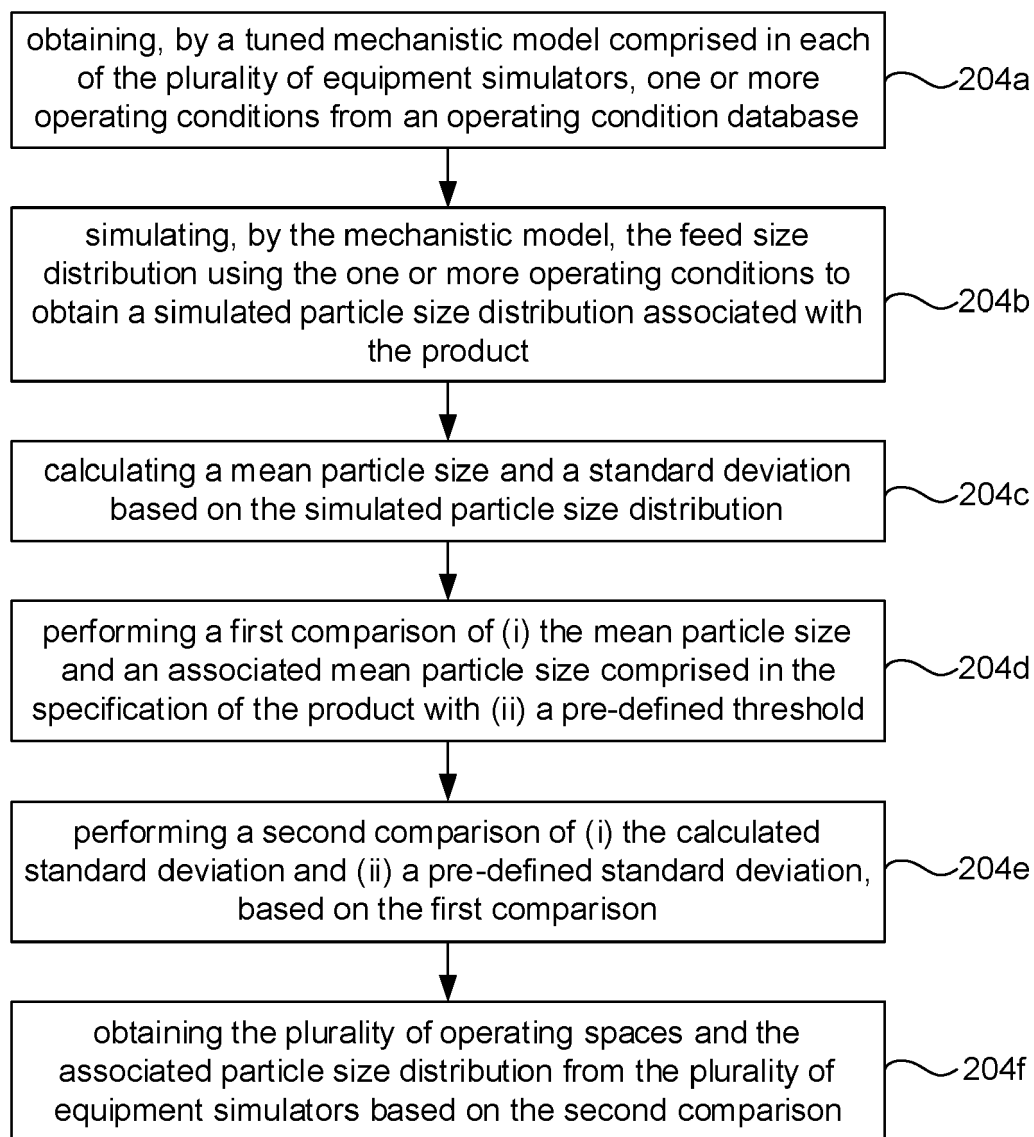 obtaining, by a tuned mechanistic model comprised in each
of the plurality of equipment simulators, one or more
operating conditions from an operating condition database
204a
simulating, by the mechanistic model, the feed size
distribution using the one or more operating conditions to
obtain a simulated particle size distribution associated with
the product
204b
calculating a mean particle size and a standard deviation
based on the simulated particle size distribution
204c
performing a first comparison of (i) the mean particle size
and an associated mean particle size comprised in the
specification of the product with (ii) a pre-defined threshold
204d
performing a second comparison of (i) the calculated
standard deviation and (ii) a pre-defined standard deviation,
based on the first comparison
204e
obtaining the plurality of operating spaces and the
associated particle size distribution from the plurality of
equipment simulators based on the second comparison
204f